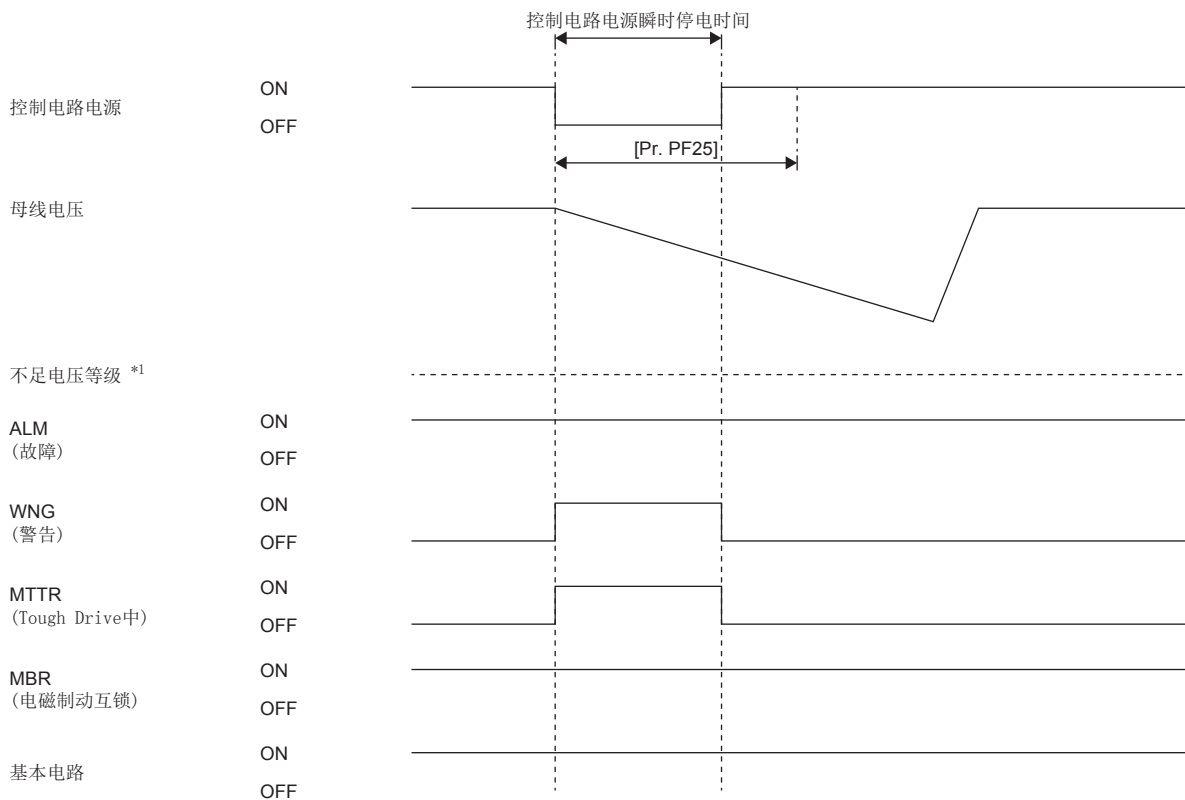 控制电路电源瞬时停电时间
控制电路电源
ON
OFF
[Pr. PF25]
母线电压
不足电压等级 *1
ALM
(故障)
ON
OFF
WNG
(警告)
ON
OFF
MTTR
(Tough Drive中)
ON
OFF
MBR
(电磁制动互锁)
ON
OFF
基本电路
ON
OFF